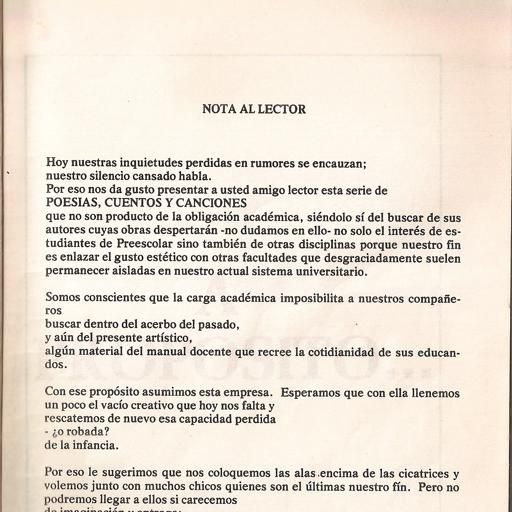 NOTA AL LECTOR
Hoy nuestras inquietudes perdidas en rumores se encauzan;
nuestro silencio cansado habla.
Por eso nos da gusto presentar a usted amigo lector esta serie de
POESIAS, CUENTOS Y CANCIONES
que no son producto de la obligación académica, siéndolo sí del buscar de sus
autores cuyas obras despertarán -no dudamos en ello- no solo el interés de es-
tudiantes de Preescolar sino también de otras disciplinas porque nuestro fin
es enlazar el gusto estético con otras facultades que desgraciadamente suelen
permanecer aisladas en nuestro actual sistema universitario.
Somos conscientes que la carga académica imposibilita a nuestros compañe-
ros
buscar dentro del acerbo del pasado,
y aún del presente artístico,
algún material del manual docente que recree la cotidianidad de sus educan-
dos.
Con ese propósito asumimos esta empresa. Esperamos que con ella llenemos
un poco el vacío creativo que hoy nos falta y
rescatemos de nuevo esa capacidad perdida
- ¿o robada?
de la infancia.
Por eso le sugerimos que nos coloquemos las alas encima de las cicatrices y
volemos junto con muchos chicos quienes son el últimas nuestro fín. Pero no
podremos llegar a ellos si carecemos
de imaginación y entrega;